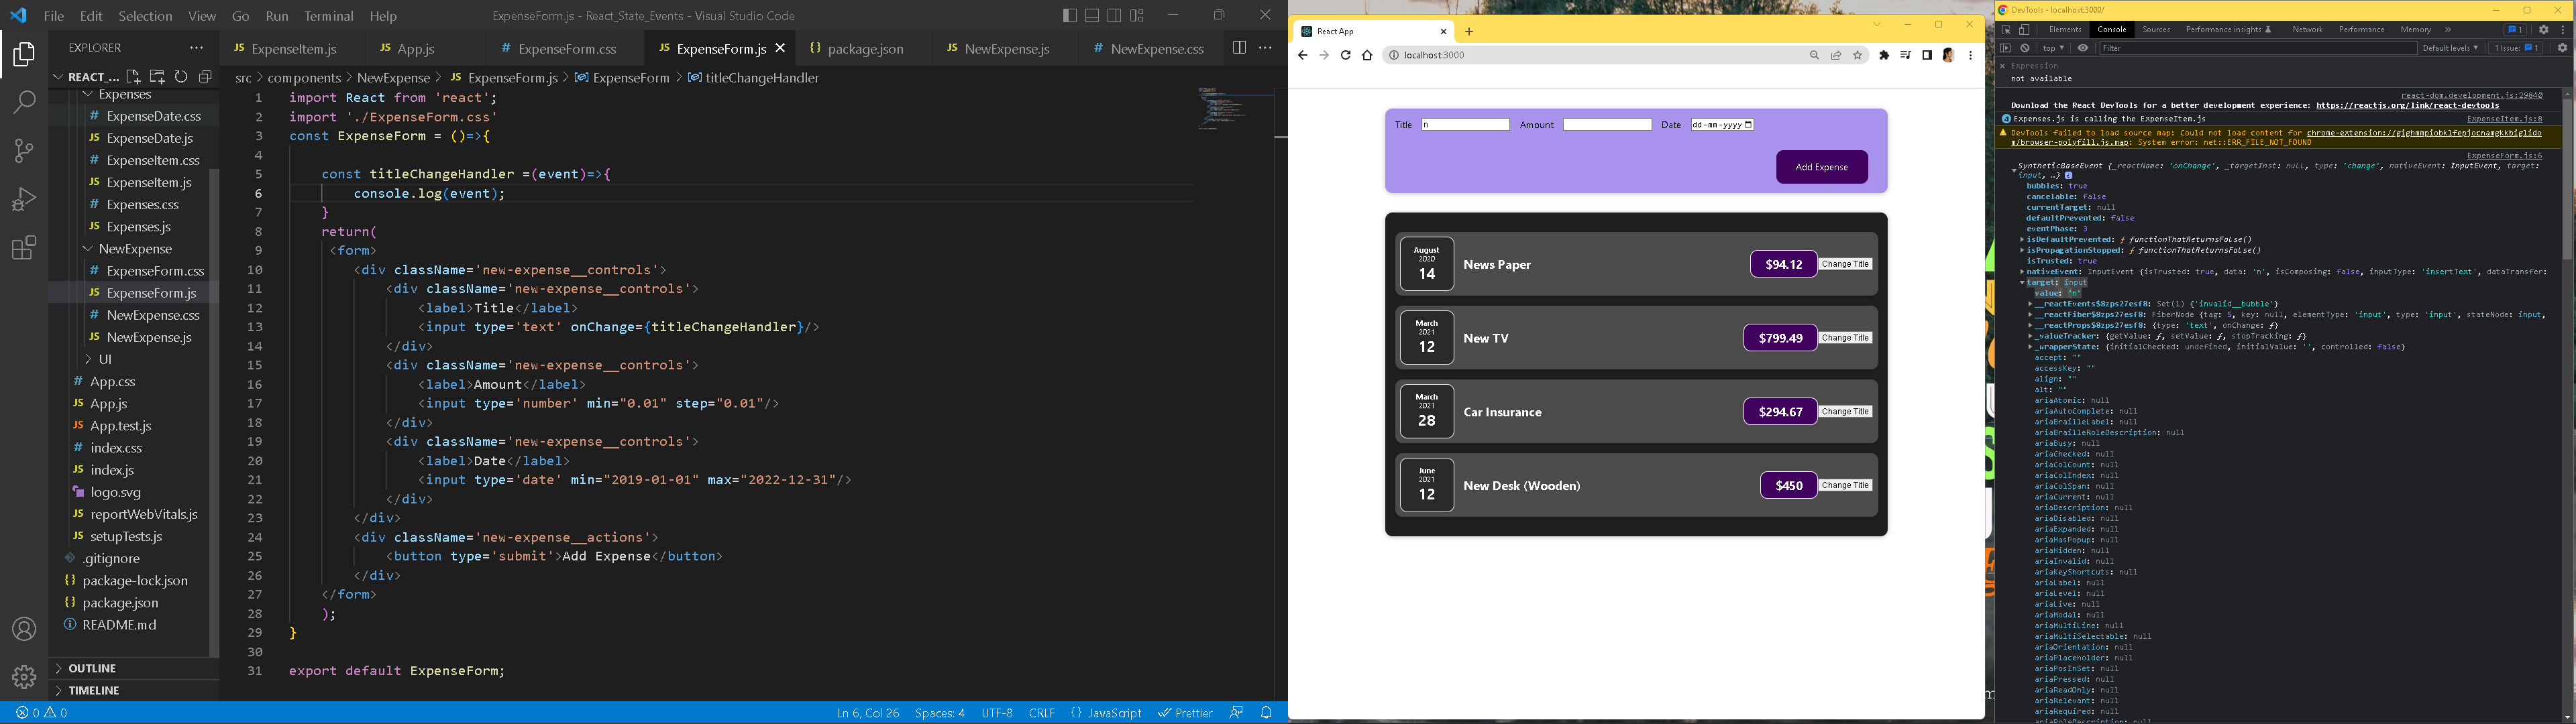 File Edit Selection View Go Run Terminal Help
ExpenseForm.js - React_State_Events - Visual Studio Code
EXPLORER
REACT_...
Expenses
# ExpenseDate.css
JS ExpenseDate.js
# ExpenseItem.css
JS ExpenseItem.js
# Expenses.css
JS Expenses.js
NewExpense
# ExpenseForm.css
JS ExpenseForm.js
# NewExpense.css
JS NewExpense.js
UI
# App.css
JS App.js
JS App.test.js
# index.css
JS index.js
logo.svg
JS reportWebVitals.js
JS setupTests.js
.gitignore
{} package-lock.json
{} package.json
README.md
OUTLINE
TIMELINE
JS ExpenseItem.js JS App.js # ExpenseForm.css JS ExpenseForm.js {} package.json JS NewExpense.js # NewExpense.css
src > components > NewExpense > JS ExpenseForm.js > ExpenseForm > titleChangeHandler
1 import React from 'react';
2 import './ExpenseForm.css'
3 const ExpenseForm = ()=>{
4
5 const titleChangeHandler =(event)=>{
6 console.log(event);
7 }
8 return(
9 <form>
10 <div className='new-expense__controls'>
11 <div className='new-expense__controls'>
12 <label>Title</label>
13 <input type='text' onChange={titleChangeHandler}/>
14 </div>
15 <div className='new-expense__controls'>
16 <label>Amount</label>
17 <input type='number' min="0.01" step="0.01"/>
18 </div>
19 <div className='new-expense__controls'>
20 <label>Date</label>
21 <input type='date' min="2019-01-01" max="2022-12-31"/>
22 </div>
23 </div>
24 <div className='new-expense__actions'>
25 <button type='submit'>Add Expense</button>
26 </div>
27 </form>
28 );
29 }
30
31 export default ExpenseForm;
0 0
Ln 6, Col 26 Spaces: 4 UTF-8 CRLF {} JavaScript Prettier
React App
localhost:3000
Title n Amount Date dd-mm-yyyy
Add Expense
August
2020
14
News Paper
$94.12
Change Title
March
2021
12
New TV
$799.49
Change Title
March
2021
28
Car Insurance
$294.67
Change Title
June
2021
12
New Desk (Wooden)
$450
Change Title
DevTools - localhost:3000/
Elements Console Sources Performance insights Network Performance Memory » 1
top Filter Default levels 1 Issue: 1
Expression
not available
react-dom.development.js:29840
Download the React DevTools for a better development experience: https://reactjs.org/link/react-devtools
4 Expenses.js is calling the ExpenseItem.js ExpenseItem.js:8
DevTools failed to load source map: Could not load content for chrome-extension://gighmmpiobklfepjocnamgkkbiglido
m/browser-polyfill.js.map: System error: net::ERR_FILE_NOT_FOUND
ExpenseForm.js:6
SyntheticBaseEvent {_reactName: 'onChange', _targetInst: null, type: 'change', nativeEvent: InputEvent, target:
input, …}
bubbles: true
cancelable: false
currentTarget: null
defaultPrevented: false
eventPhase: 3
isDefaultPrevented: ƒ functionThatReturnsFalse()
isPropagationStopped: ƒ functionThatReturnsFalse()
isTrusted: true
nativeEvent: InputEvent {isTrusted: true, data: 'n', isComposing: false, inputType: 'insertText', dataTransfer:
target: input
value: "n"
__reactEvents$8zps27esf8: Set(1) {'invalid__bubble'}
__reactFiber$8zps27esf8: FiberNode {tag: 5, key: null, elementType: 'input', type: 'input', stateNode: input,
__reactProps$8zps27esf8: {type: 'text', onChange: ƒ}
_valueTracker: {getValue: ƒ, setValue: ƒ, stopTracking: ƒ}
_wrapperState: {initialChecked: undefined, initialValue: '', controlled: false}
accept: ""
accessKey: ""
align: ""
alt: ""
ariaAtomic: null
ariaAutoComplete: null
ariaBrailleLabel: null
ariaBrailleRoleDescription: null
ariaBusy: null
ariaChecked: null
ariaColCount: null
ariaColIndex: null
ariaColSpan: null
ariaCurrent: null
ariaDescription: null
ariaDisabled: null
ariaExpanded: null
ariaHasPopup: null
ariaHidden: null
ariaInvalid: null
ariaKeyShortcuts: null
ariaLabel: null
ariaLevel: null
ariaLive: null
ariaModal: null
ariaMultiLine: null
ariaMultiSelectable: null
ariaOrientation: null
ariaPlaceholder: null
ariaPosInSet: null
ariaPressed: null
ariaReadOnly: null
ariaRelevant: null
ariaRequired: null
ariaRoleDescription: null